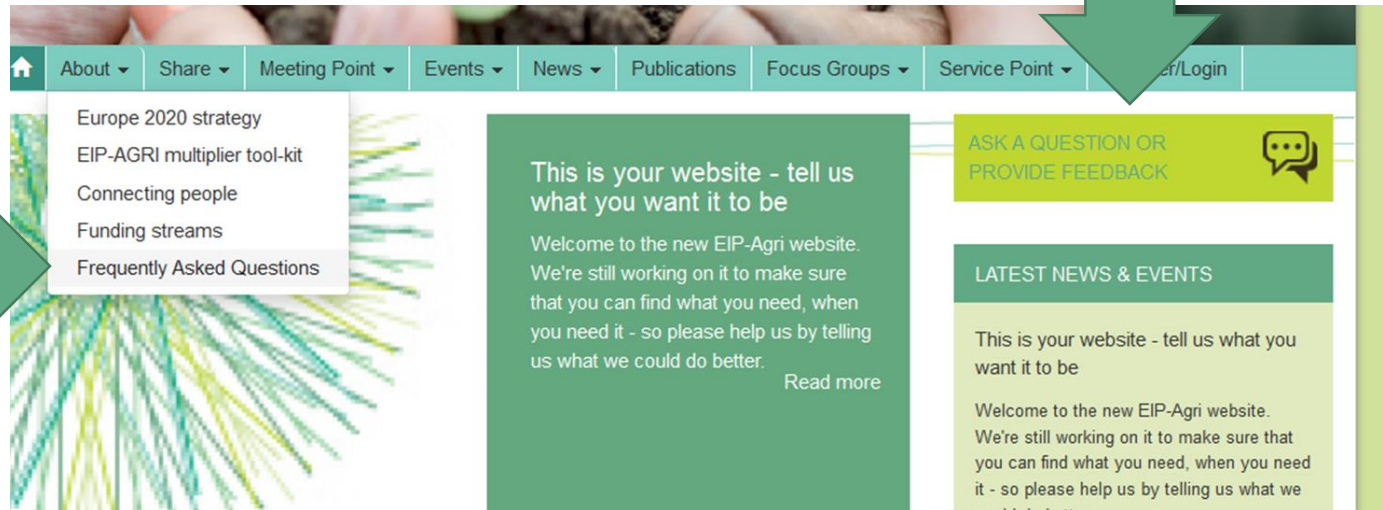 About
Share
Meeting Point
Events
News
Publications
Focus Groups
Service Point
/Login
Europe 2020 strategy
EIP-AGRI multiplier tool-kit
Connecting people
Funding streams
Frequently Asked Questions
This is your website - tell us
what you want it to be
Welcome to the new EIP-Agri website.
We're still working on it to make sure
that you can find what you need, when
you need it - so please help us by telling
us what we could do better.
Read more
ASK A QUESTION OR
PROVIDE FEEDBACK
LATEST NEWS & EVENTS
This is your website - tell us what you
want it to be
Welcome to the new EIP-Agri website.
We're still working on it to make sure that
you can find what you need, when you need
it - so please help us by telling us what we